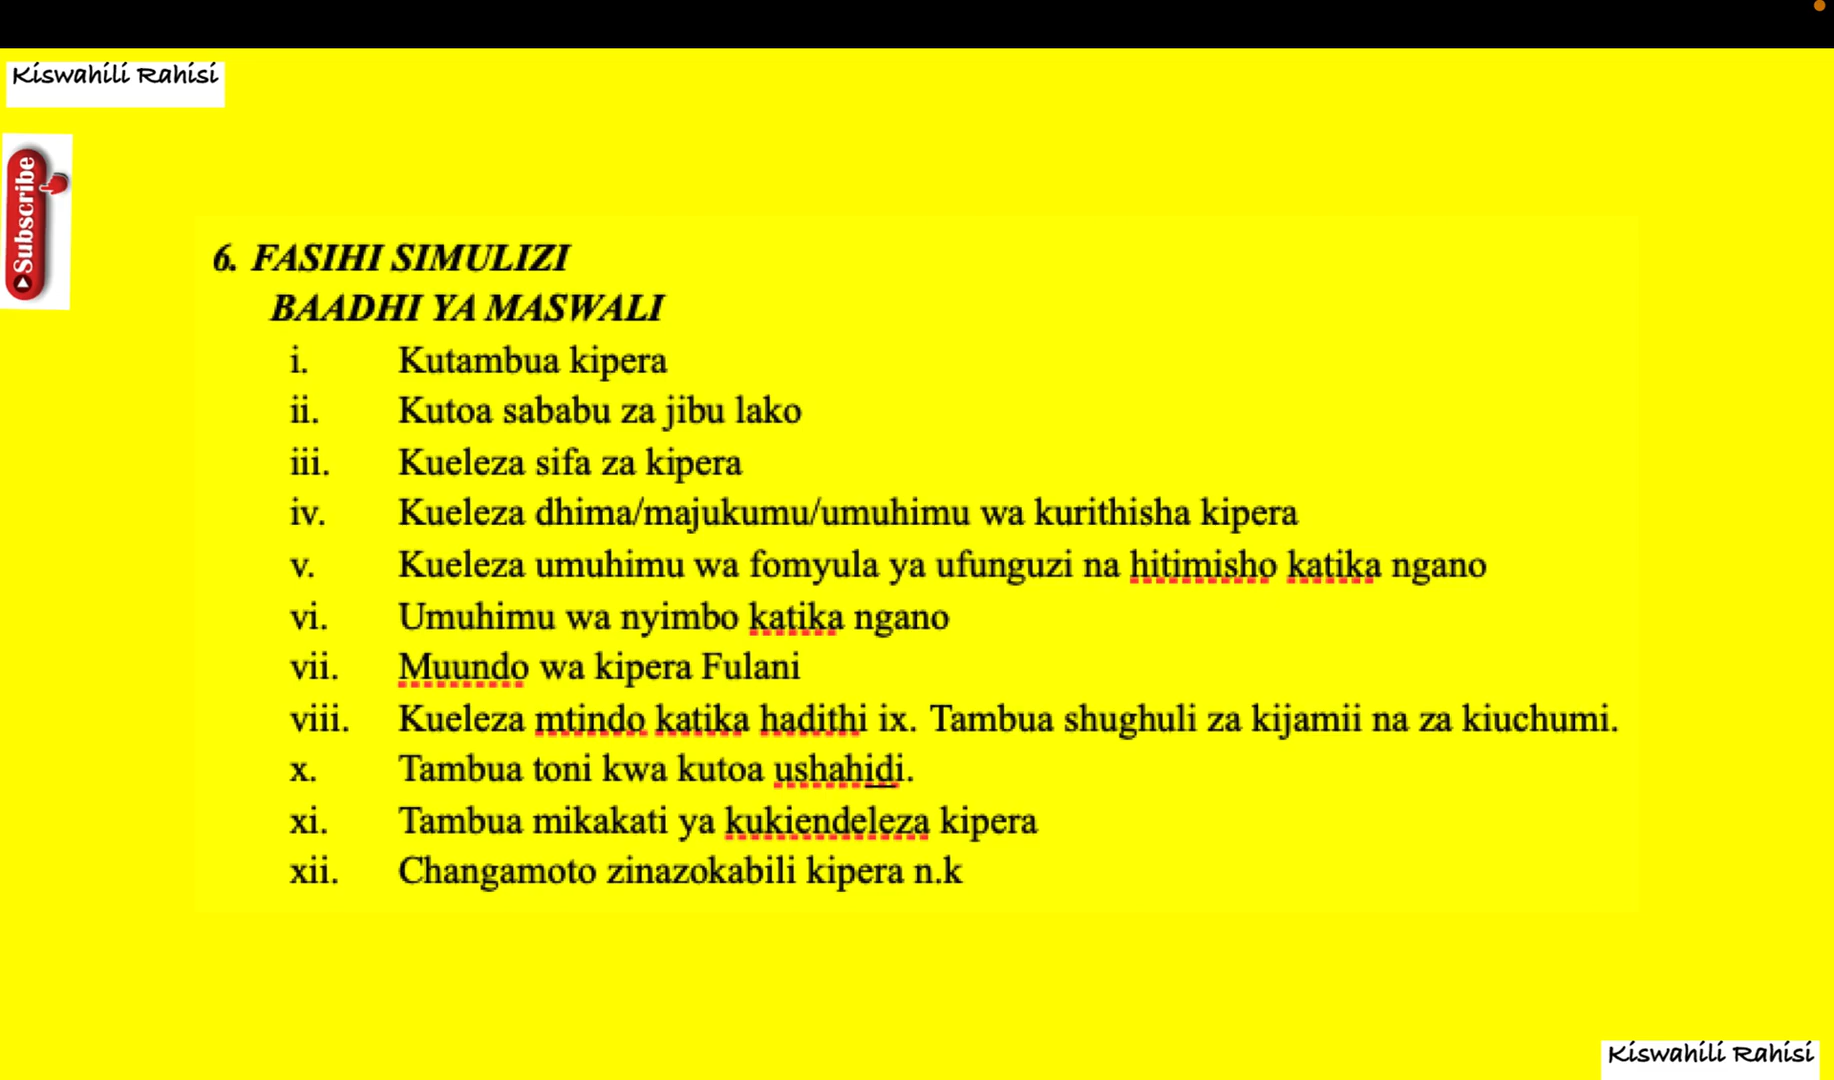 Kiswahili Rahisi
Subscribe
6. FASIHI SIMULIZI
BAADHI YA MASWALI
i. Kutambua kipera
ii. Kutoa sababu za jibu lako
iii. Kueleza sifa za kipera
iv. Kueleza dhima/majukumu/umuhimu wa kurithisha kipera
v. Kueleza umuhimu wa fomyula ya ufunguzi na hitimisho katika ngano
vi. Umuhimu wa nyimbo katika ngano
vii. Muundo wa kipera Fulani
viii. Kueleza mtindo katika hadithi ix. Tambua shughuli za kijamii na za kiuchumi.
x. Tambua toni kwa kutoa ushahidi.
xi. Tambua mikakati ya kukiendeleza kipera
xii. Changamoto zinazokabili kipera n.k
Kiswahili Rahisi